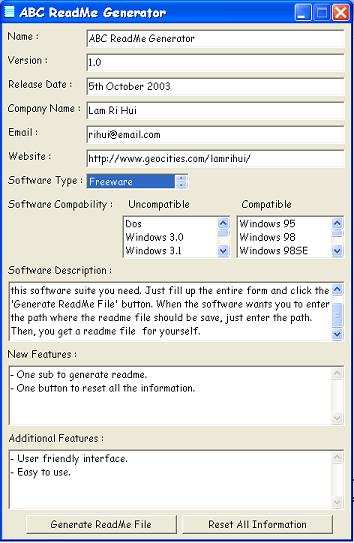 ABC ReadMe Generator
Name : ABC ReadMe Generator
Version : 1.0
Release Date : 5th October 2003
Company Name : Lam Ri Hui
Email : rihui@email.com
Website : http://www.geocities.com/lamrihui/
Software Type : Freeware
Software Compability : Uncompatible Compatible
Dos Windows 95
Windows 3.0 Windows 98
Windows 3.1 Windows 98SE
Software Description :
this software suite you need. Just fill up the entire form and click the
'Generate ReadMe File' button. When the software wants you to enter
the path where the readme file should be save, just enter the path.
Then, you get a readme file for yourself.
New Features :
- One sub to generate readme.
- One button to reset all the information.
Additional Features :
- User friendly interface.
- Easy to use.
Generate ReadMe File Reset All Information